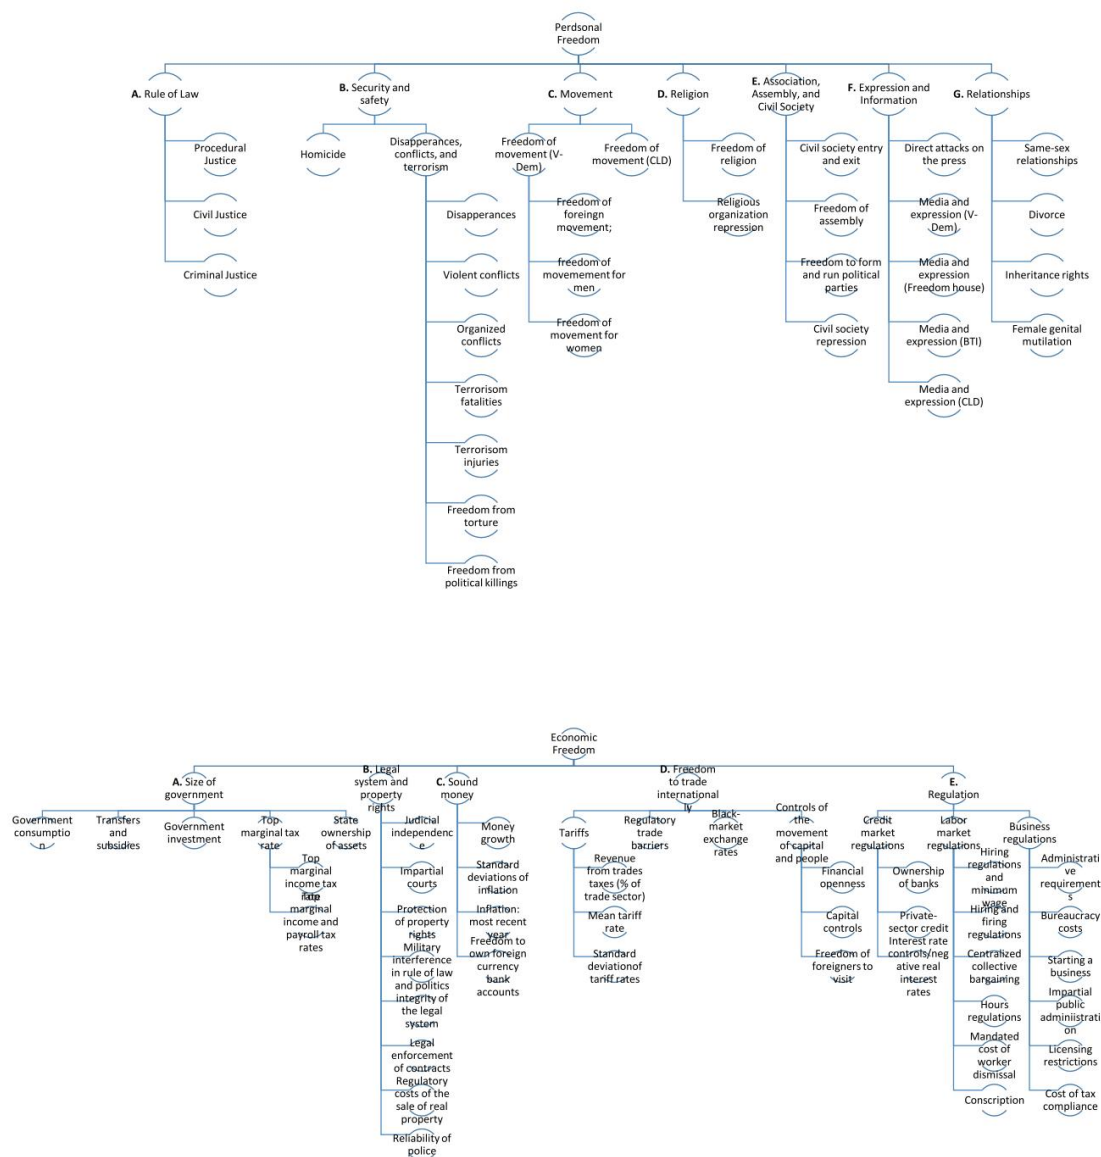 Perdsonal
Freedom
A. Rule of Law
Procedural
Justice
Civil Justice
Criminal Justice
B. Security and
safety
Homicide
Disapperances,
conflicts, and
terrorism
Disapperances
Violent conflicts
Organized
conflicts
Terrorisom
fatalities
Terrorisom
injuries
Freedom from
torture
Freedom from
political killings
C. Movement
Freedom of
movement (V-
Dem)
Freedom of
foreingn
movement;
freedom of
movemement for
men
Freedom of
movement for
women
Freedom of
movement (CLD)
D. Religion
Freedom of
religion
Religious
organization
repression
E. Association,
Assembly, and
Civil Society
Civil society entry
and exit
Freedom of
assembly
Freedom to form
and run political
parties
Civil society
repression
F. Expression and
Information
Direct attacks on
the press
Media and
expression (V-
Dem)
Media and
expression
(Freedom house)
Media and
expression (BTI)
Media and
expression (CLD)
G. Relationships
Same-sex
relationships
Divorce
Inheritance rights
Female genital
mutilation
Economic
Freedom
A. Size of
government
Government
consumptio
n
Transfers
and
subsidies
Government
investment
Top
marginal tax
rate
Top
marginal
income tax
rate
Top
marginal
income and
payroll tax
rates
State
ownership
of assets
B. Legal
system and
property
rights
Judicial
independenc
e
Impartial
courts
Protection
of property
rights
Military
interference
in rule of law
and politics
integrity of
the legal
system
Legal
enforcement
of contracts
Regulatory
costs of the
sale of real
property
Reliability of
police
C. Sound
money
Money
growth
Standard
deviations of
inflation
Inflation:
most recent
year
Freedom to
own foreign
currency
bank
accounts
D. Freedom
to trade
international
ly
Tariffs
Revenue
from trades
taxes (% of
trade sector)
Mean tariff
rate
Standard
deviationof
tariff rates
Regulatory
trade
barriers
Black-
market
exchange
rates
Controls of
the
movement
of capital
and people
Financial
openness
Capital
controls
Freedom of
foreigners to
visit
E.
Regulation
Credit
market
regulations
Ownership
of banks
Private-
sector credit
Interest rate
controls/neg
ative real
interest
rates
Labor
market
regulations
Hiring
regulations
and
minimum
wage
Hiring and
firing
regulations
Centralized
collective
bargaining
Hours
regulations
Mandated
cost of
worker
dismissal
Conscription
Business
regulations
Administrati
ve
requirement
s
Bureaucracy
costs
Starting a
business
Impartial
public
adminiistrati
on
Licensing
restrictions
Cost of tax
compliance